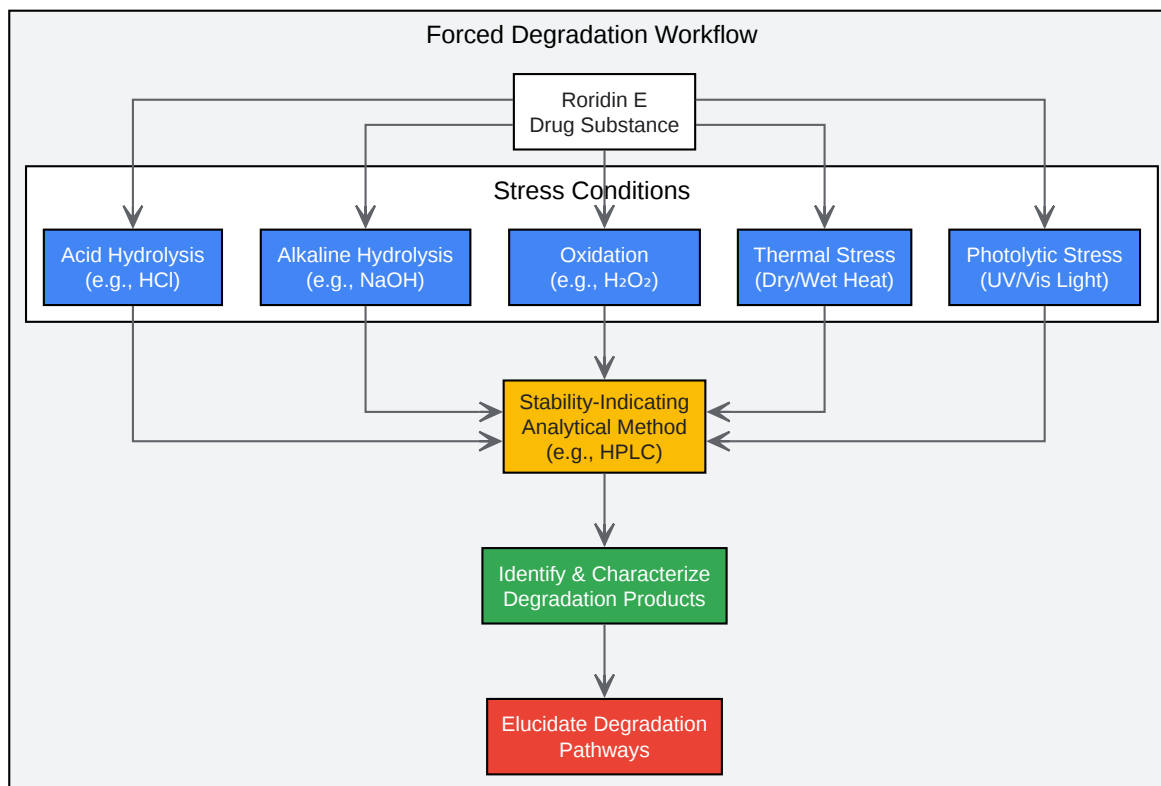 Forced Degradation Workflow
Roridin E
Drug Substance
Stress Conditions
Acid Hydrolysis
(e.g., HCl)
Alkaline Hydrolysis
(e.g., NaOH)
Oxidation
(e.g., H₂O₂)
Thermal Stress
(Dry/Wet Heat)
Photolytic Stress
(UV/Vis Light)
Stability-Indicating
Analytical Method
(e.g., HPLC)
Identify & Characterize
Degradation Products
Elucidate Degradation
Pathways